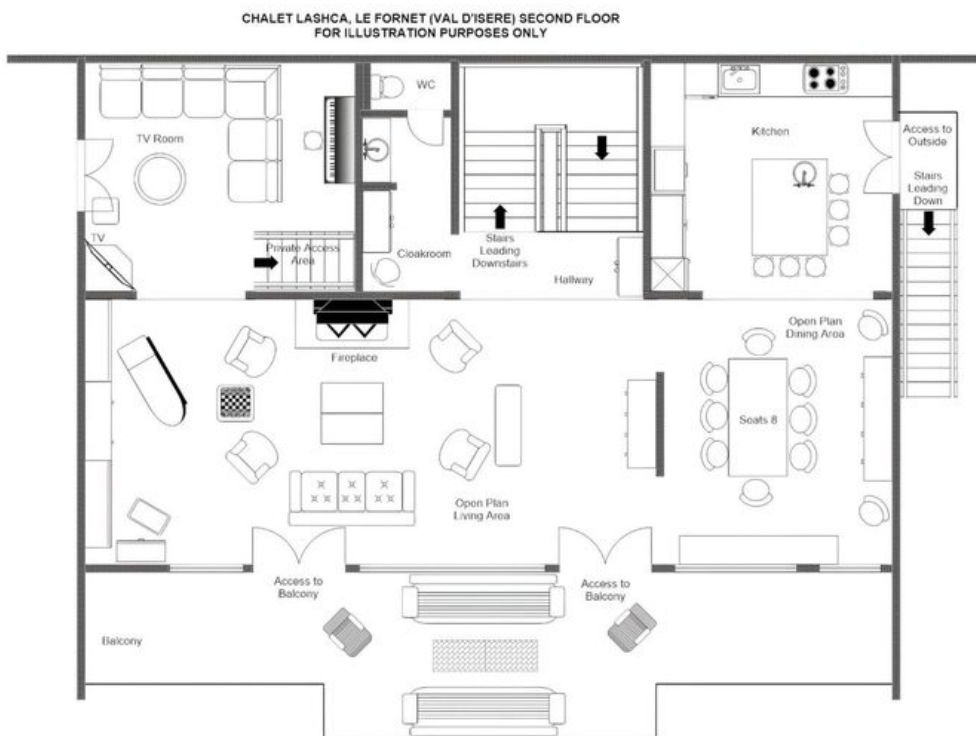 CHALET LASHCA, LE FORNET (VAL D'ISERE) SECOND FLOOR
FOR ILLUSTRATION PURPOSES ONLY
WC
TV Room
Kitchen
Access to
Outside
Stairs
Leading
Down
TV
Private Access
Area
Cloakroom
Stairs
Leading
Downstairs
Hallway
Fireplace
Open Plan
Dining Area
Seats 8
Open Plan
Living Area
Access to
Balcony
Access to
Balcony
Balcony